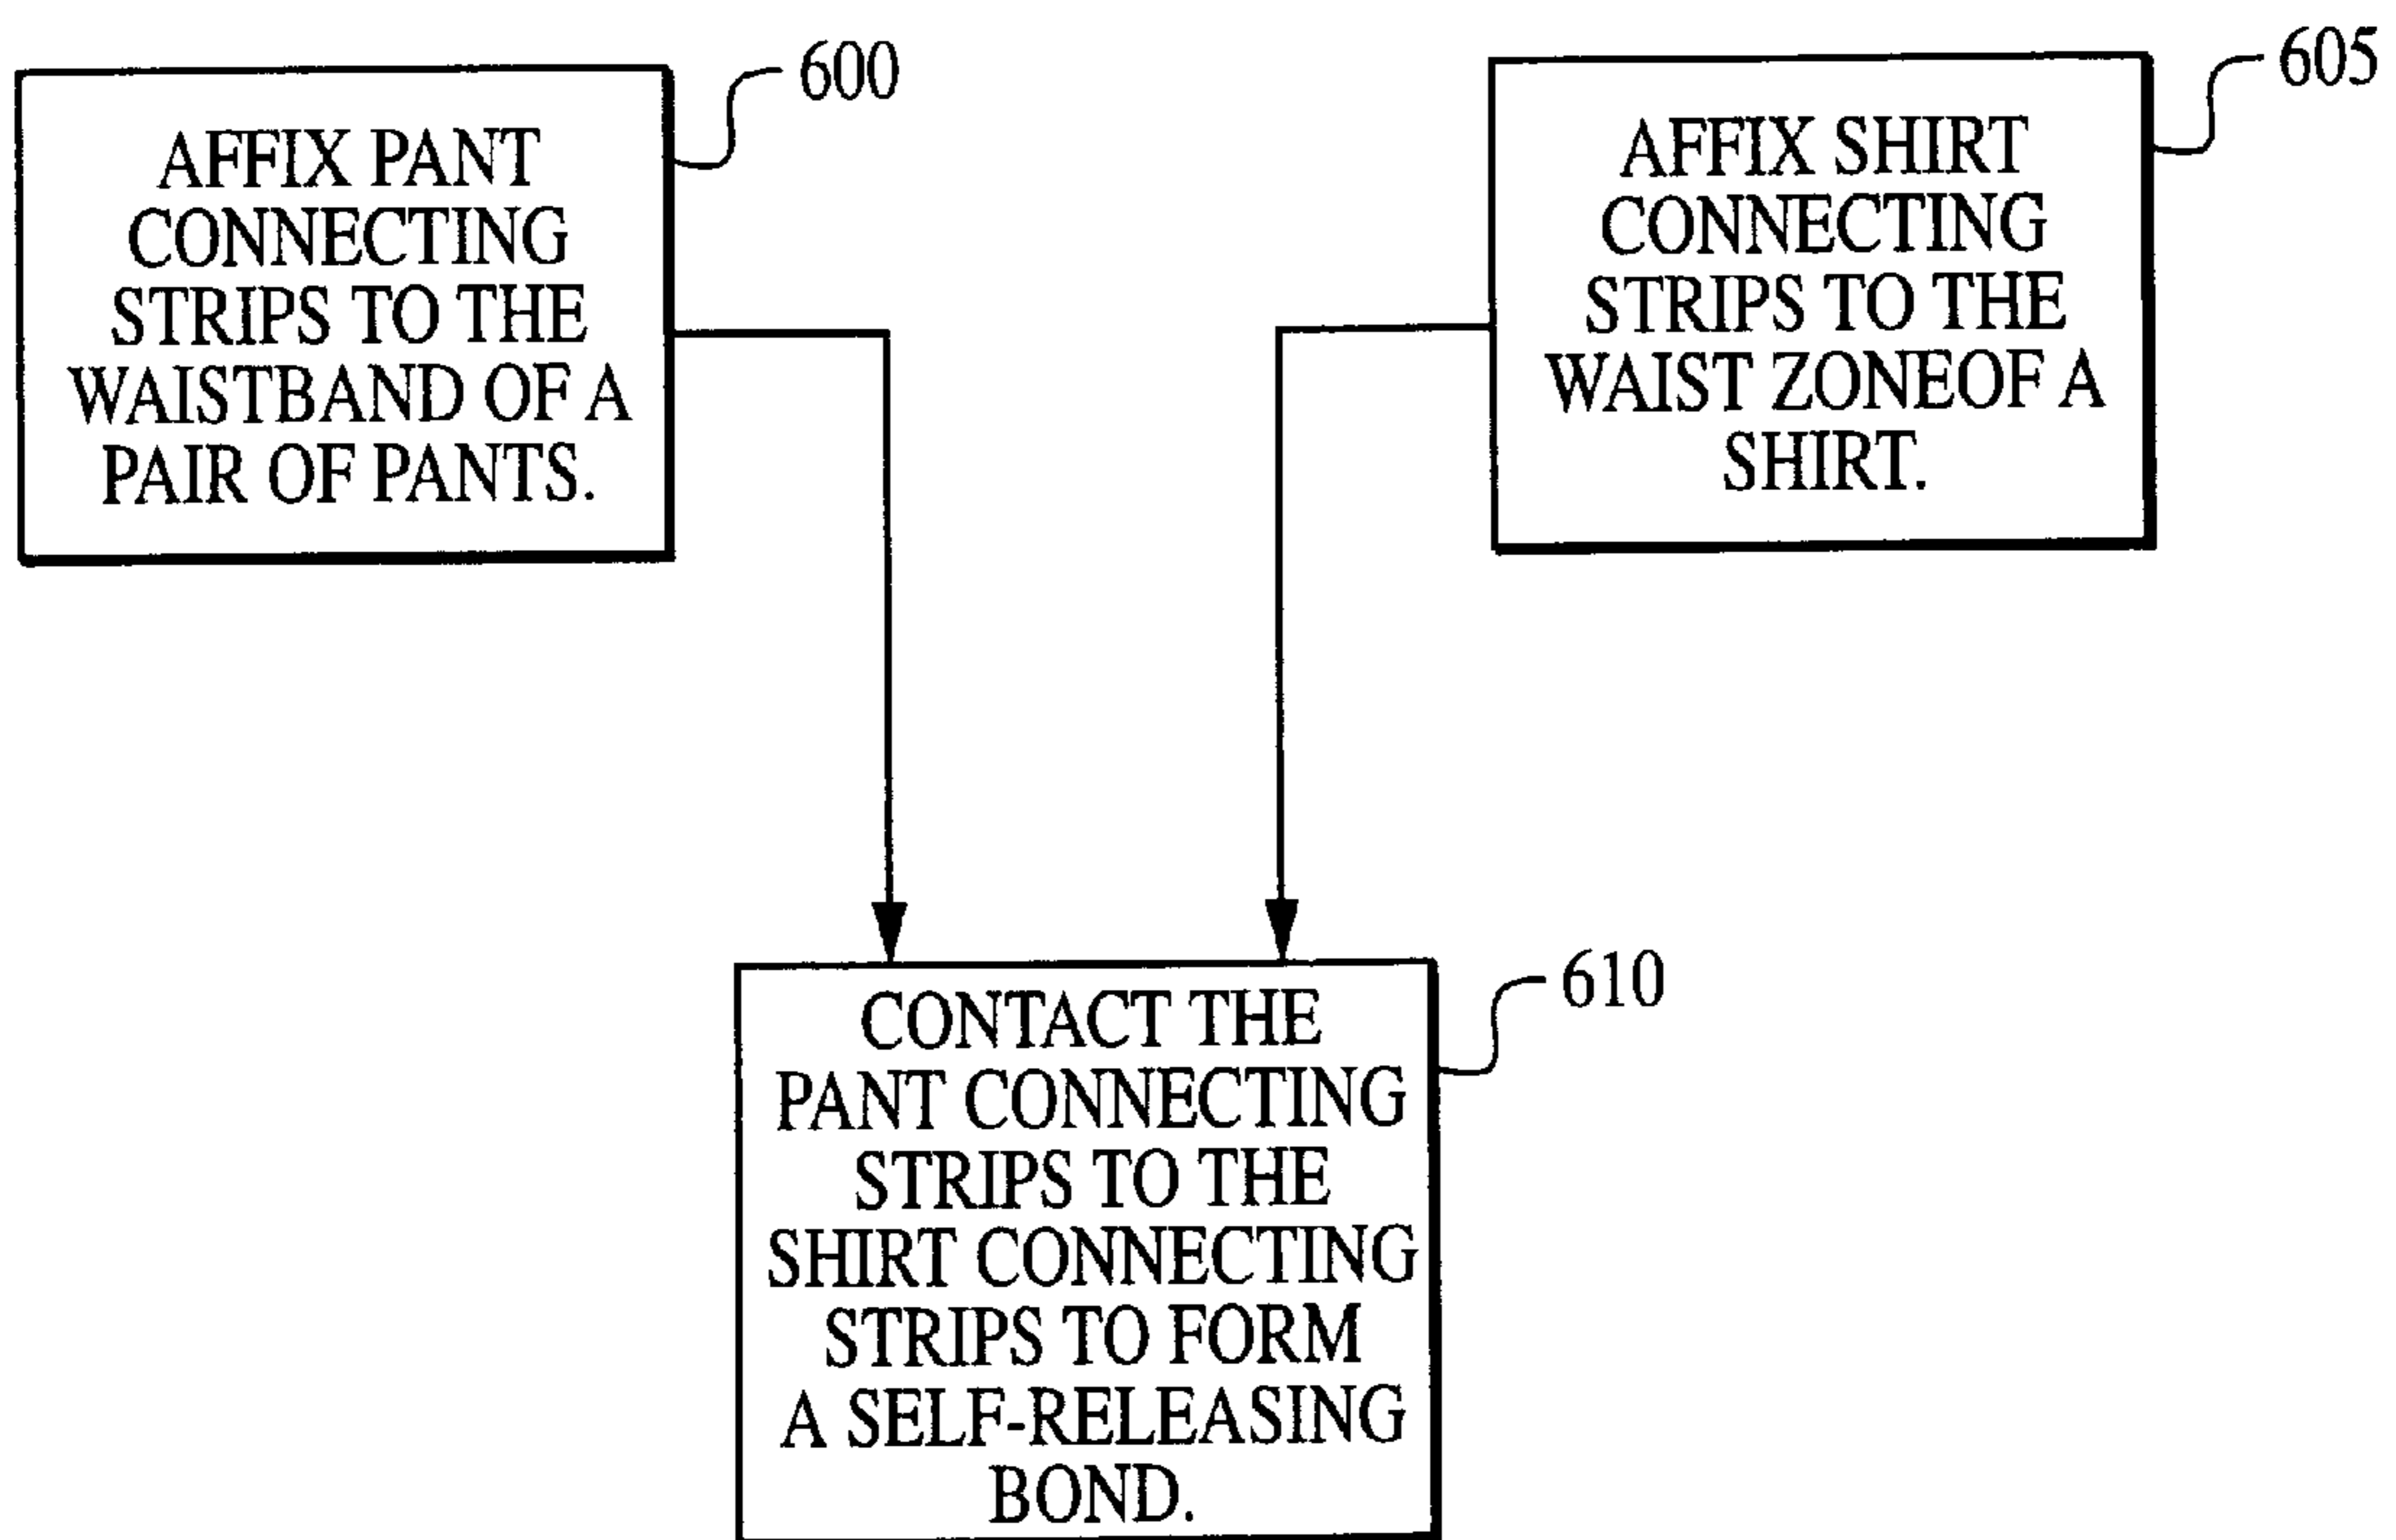 600
AFFIX PANT
CONNECTING
STRIPS TO THE
WAISTBAND OF A
PAIR OF PANTS.
605
AFFIX SHIRT
CONNECTING
STRIPS TO THE
WAIST ZONEOF A
SHIRT.
610
CONTACT THE
PANT CONNECTING
STRIPS TO THE
SHIRT CONNECTING
STRIPS TO FORM
A SELF-RELEASING
BOND.